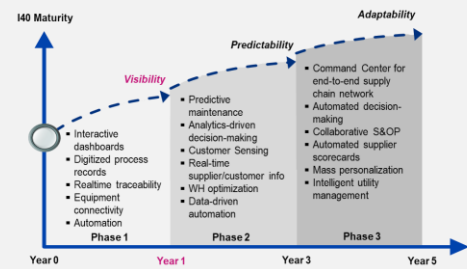 I40 Maturity
Adaptability
Predictability
Visibility
▪ Interactive
dashboards
▪ Digitized process
records
▪ Realtime traceability
▪ Equipment
connectivity
▪ Automation
Phase 1
▪ Predictive
maintenance
▪ Analytics-driven
decision-making
▪ Customer Sensing
▪ Real-time
supplier/customer info
▪ WH optimization
▪ Data-driven
automation
Phase 2
▪ Command Center for
end-to-end supply
chain network
▪ Automated decision-
making
▪ Collaborative S&OP
▪ Automated supplier
scorecards
▪ Mass personalization
▪ Intelligent utility
management
Phase 3
Year 0
Year 1
Year 3
Year 5